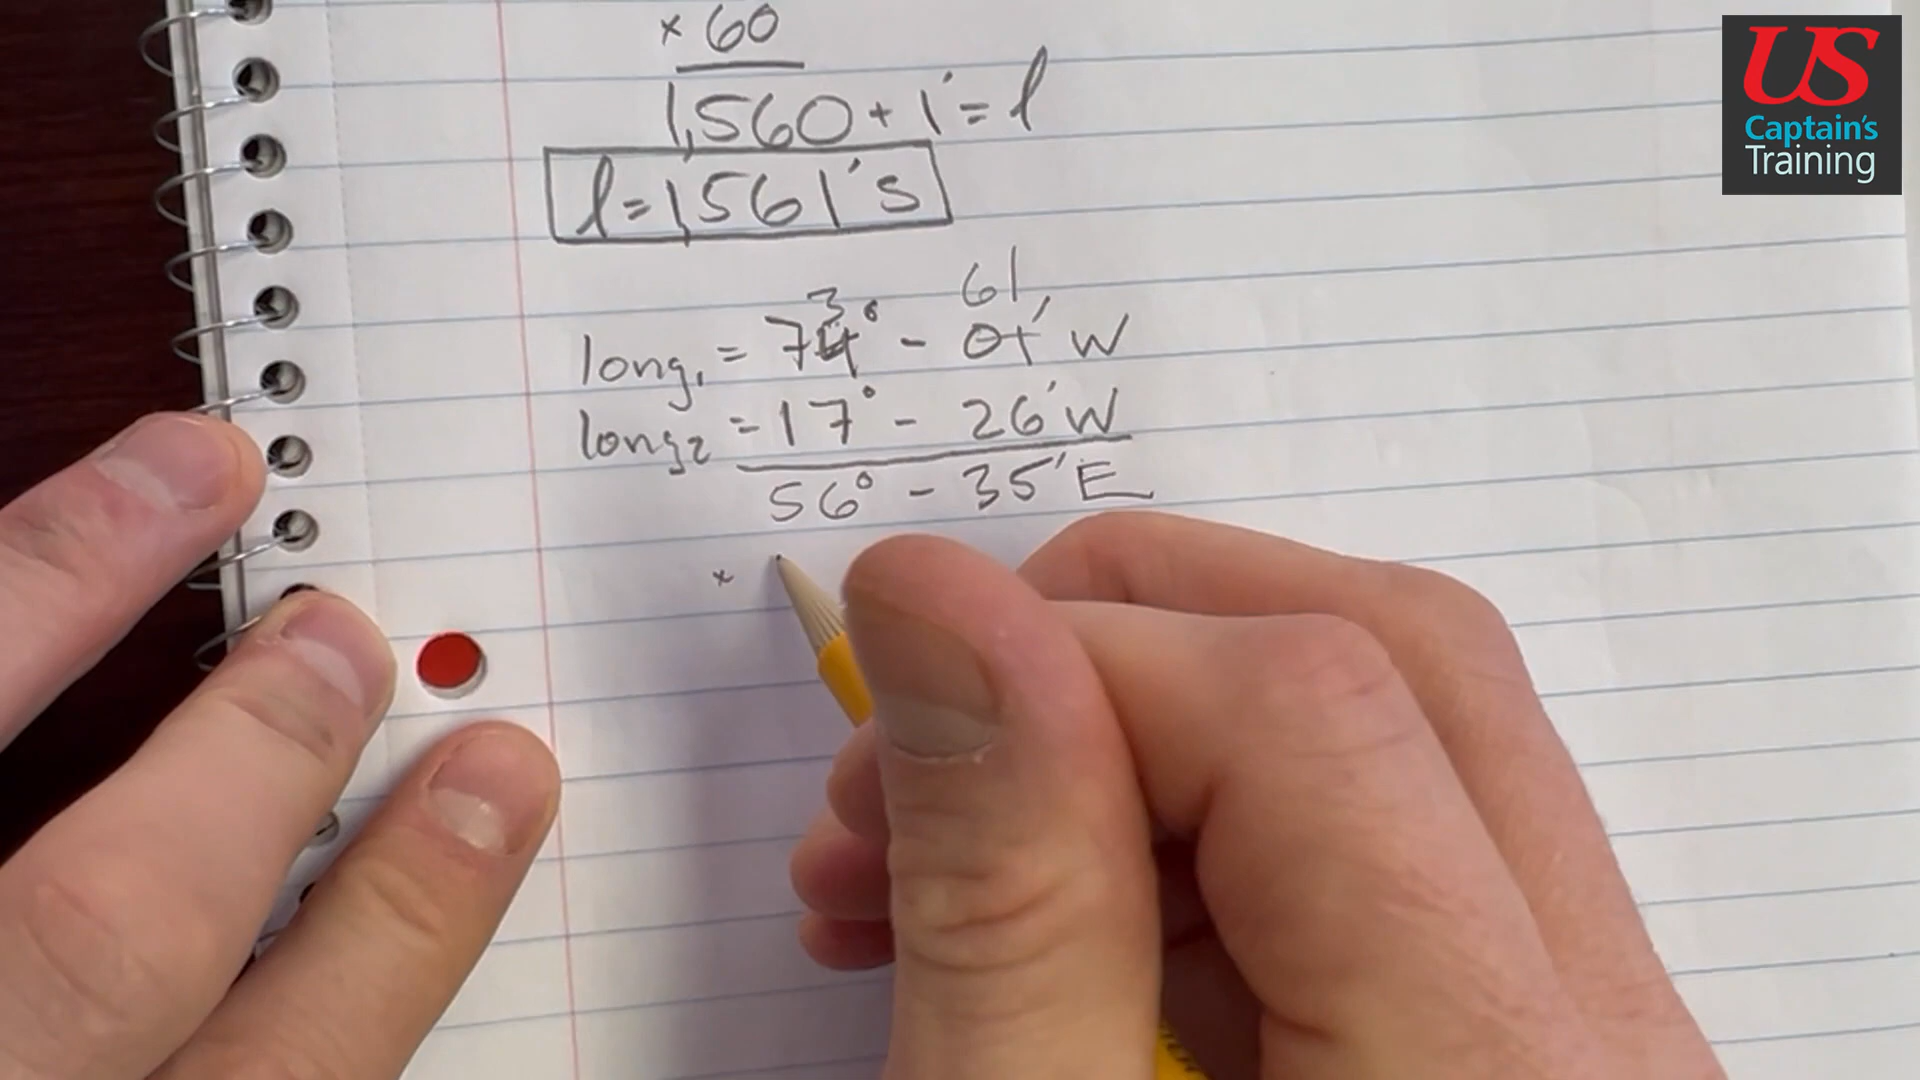 × 60
1,560 + 1' = l
l = 1,561's
3 61
long₁ = 74° - 01' W
long₂ = 17° - 26' W
56° - 35' E
×
US
Captain's
Training